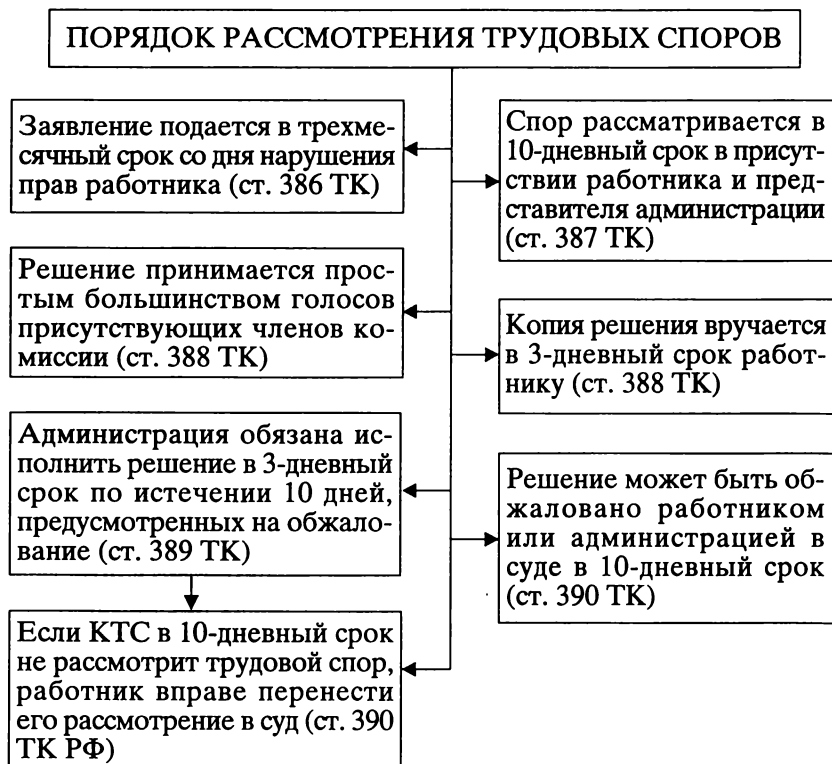 ПОРЯДОК РАССМОТРЕНИЯ ТРУДОВЫХ СПОРОВ
Заявление подается в трехме-
сячный срок со дня нарушения
прав работника (ст. 386 ТК)
Спор рассматривается в
10-дневный срок в присут-
ствии работника и пред-
ставителя администрации
(ст. 387 ТК)
Решение принимается прос-
тым большинством голосов
присутствующих членов ко-
миссии (ст. 388 ТК)
Копия решения вручается
в 3-дневный срок работ-
нику (ст. 388 ТК)
Администрация обязана ис-
полнить решение в 3-дневный
срок по истечении 10 дней,
предусмотренных на обжало-
вание (ст. 389 ТК)
Решение может быть об-
жаловано работником
или администрацией в
суде в 10-дневный срок
(ст. 390 ТК)
Если КТС в 10-дневный срок
не рассмотрит трудовой спор,
работник вправе перенести
его рассмотрение в суд (ст. 390
ТК РФ)